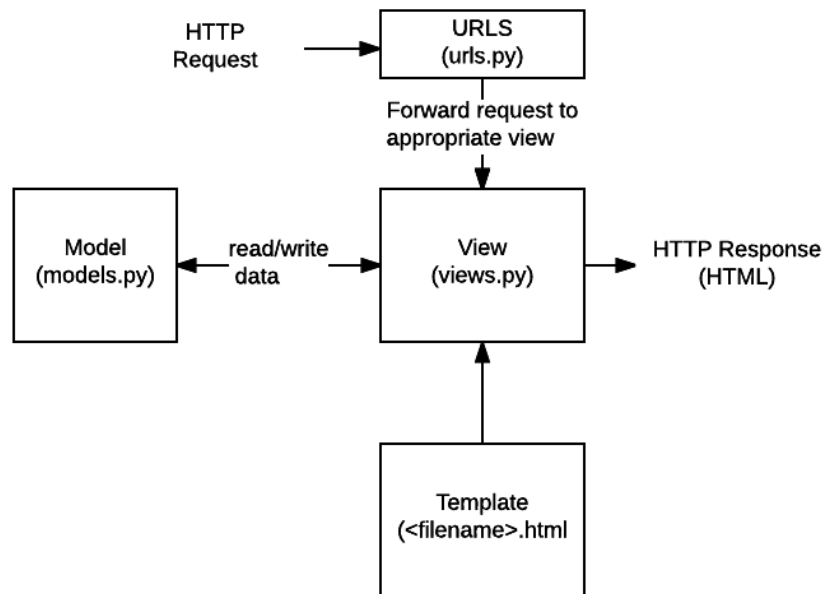 HTTP
Request
URLS
(urls.py)
Forward request to
appropriate view
Model
(models.py)
read/write
data
View
(views.py)
HTTP Response
(HTML)
Template
(<filename>.html